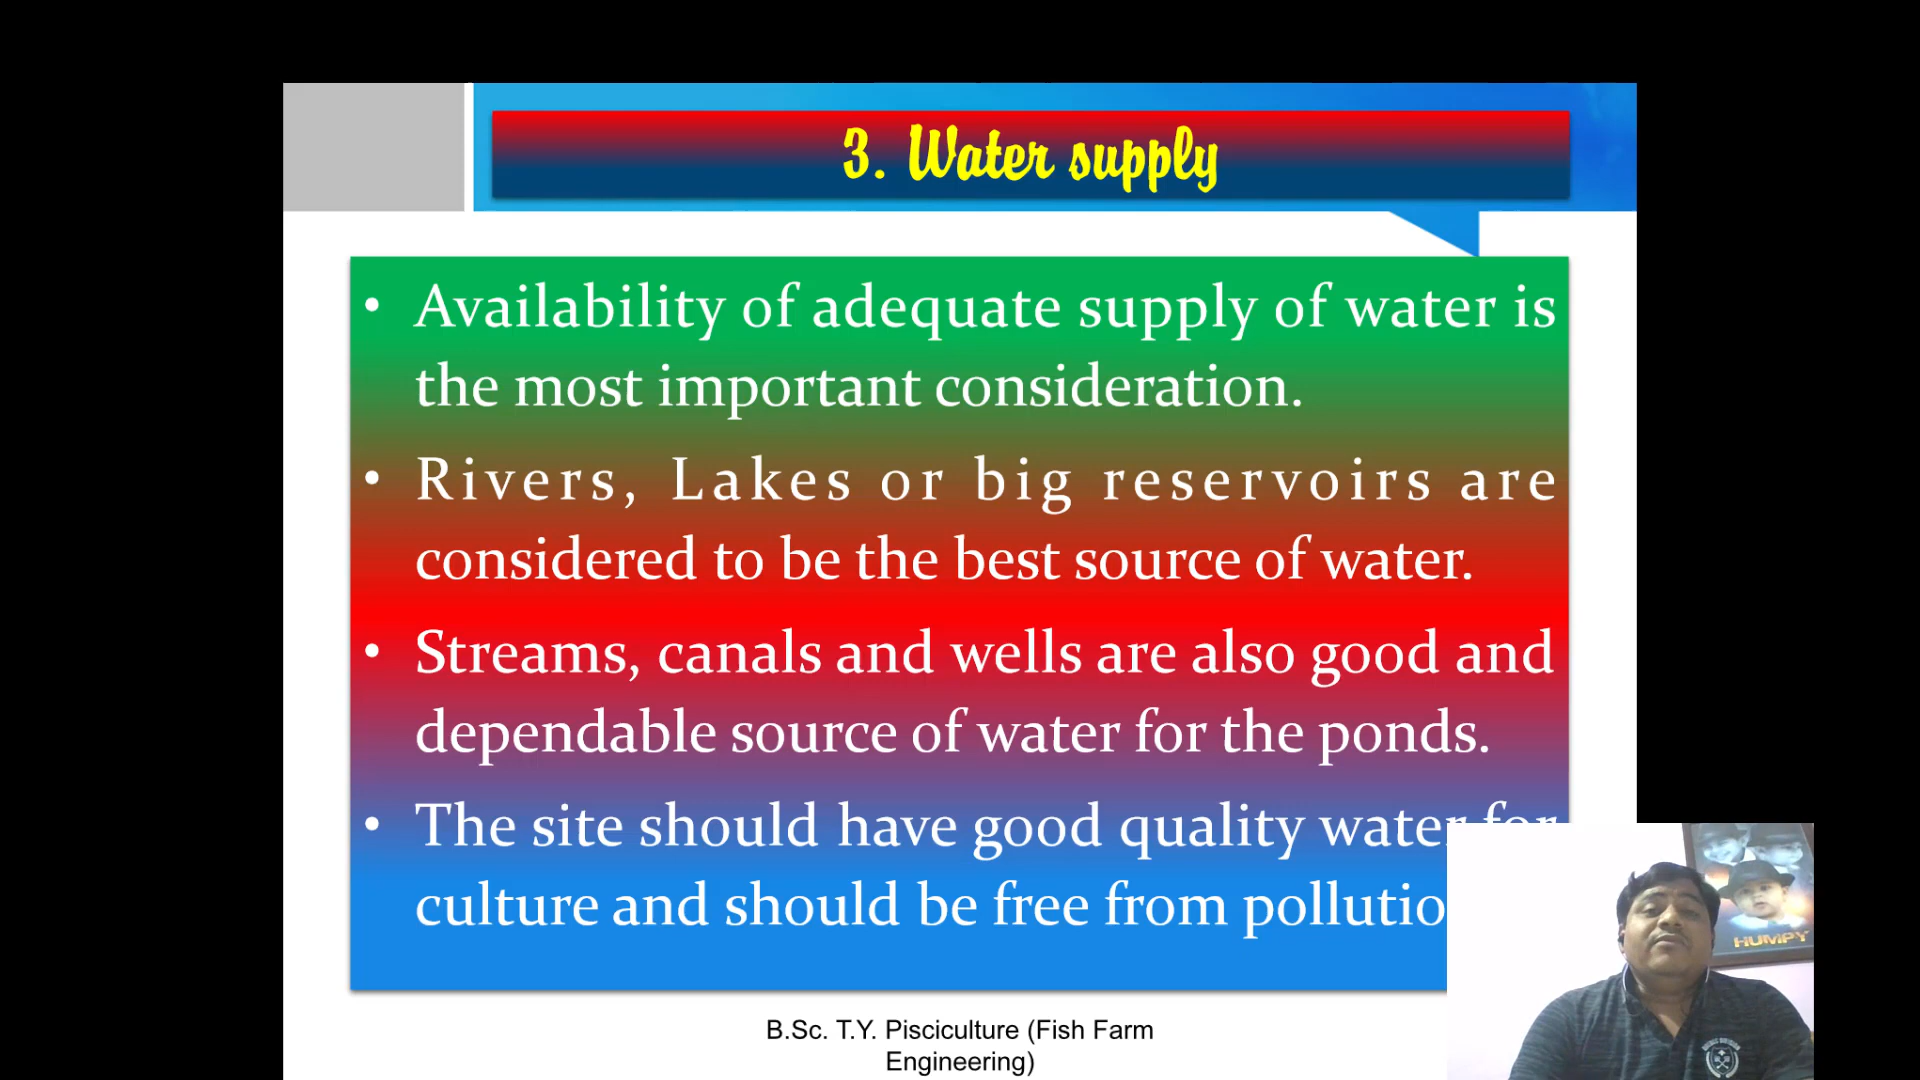 3. Water supply
• Availability of adequate supply of water is
the most important consideration.
• Rivers, Lakes or big reservoirs are
considered to be the best source of water.
• Streams, canals and wells are also good and
dependable source of water for the ponds.
• The site should have good quality water for
culture and should be free from pollutio
HUMPY
B.Sc. T.Y. Pisciculture (Fish Farm
Engineering)